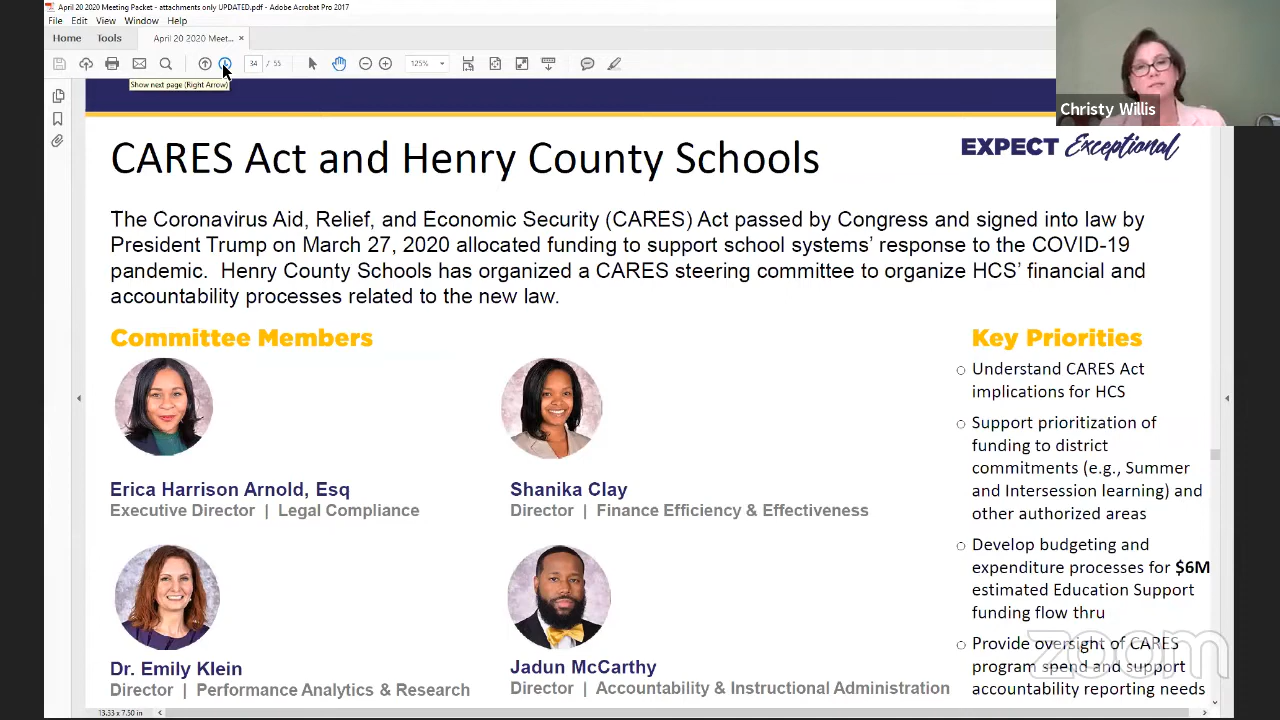 April 20 2020 Meeting Packet - attachments only UPDATED.pdf - Adobe Acrobat Pro 2017
File Edit View Window Help
Home Tools April 20 2020 Meet... ×
34 / 55 125%
Show next page (Right Arrow)
Christy Willis
EXPECT Exceptional
CARES Act and Henry County Schools
The Coronavirus Aid, Relief, and Economic Security (CARES) Act passed by Congress and signed into law by
President Trump on March 27, 2020 allocated funding to support school systems’ response to the COVID-19
pandemic. Henry County Schools has organized a CARES steering committee to organize HCS’ financial and
accountability processes related to the new law.
Committee Members
Erica Harrison Arnold, Esq
Executive Director | Legal Compliance
Shanika Clay
Director | Finance Efficiency & Effectiveness
Dr. Emily Klein
Director | Performance Analytics & Research
Jadun McCarthy
Director | Accountability & Instructional Administration
Key Priorities
○ Understand CARES Act
implications for HCS
○ Support prioritization of
funding to district
commitments (e.g., Summer
and Intersession learning) and
other authorized areas
○ Develop budgeting and
expenditure processes for $6M
estimated Education Support
funding flow thru
○ Provide oversight of CARES
program spend and support
accountability reporting needs
zoom
13.33 x 7.50 in